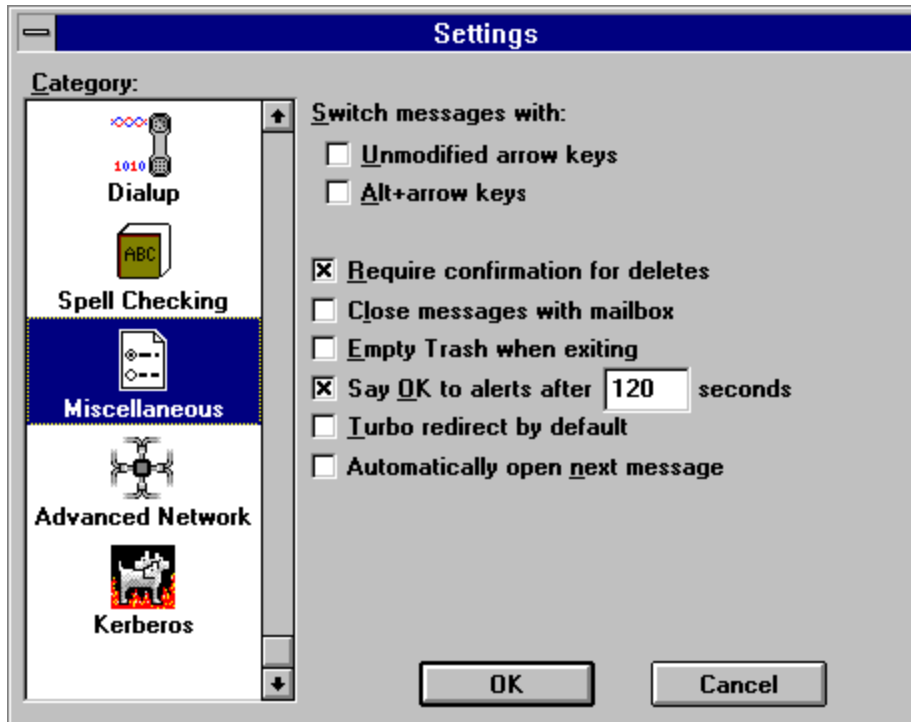 Settings
Category:
1010
Dialup
ABC
Spell Checking
Miscellaneous
Advanced Network
Kerberos
Switch messages with:
Unmodified arrow keys
Alt+arrow keys
Require confirmation for deletes
Close messages with mailbox
Empty Trash when exiting
Say OK to alerts after 120 seconds
Turbo redirect by default
Automatically open next message
OK Cancel